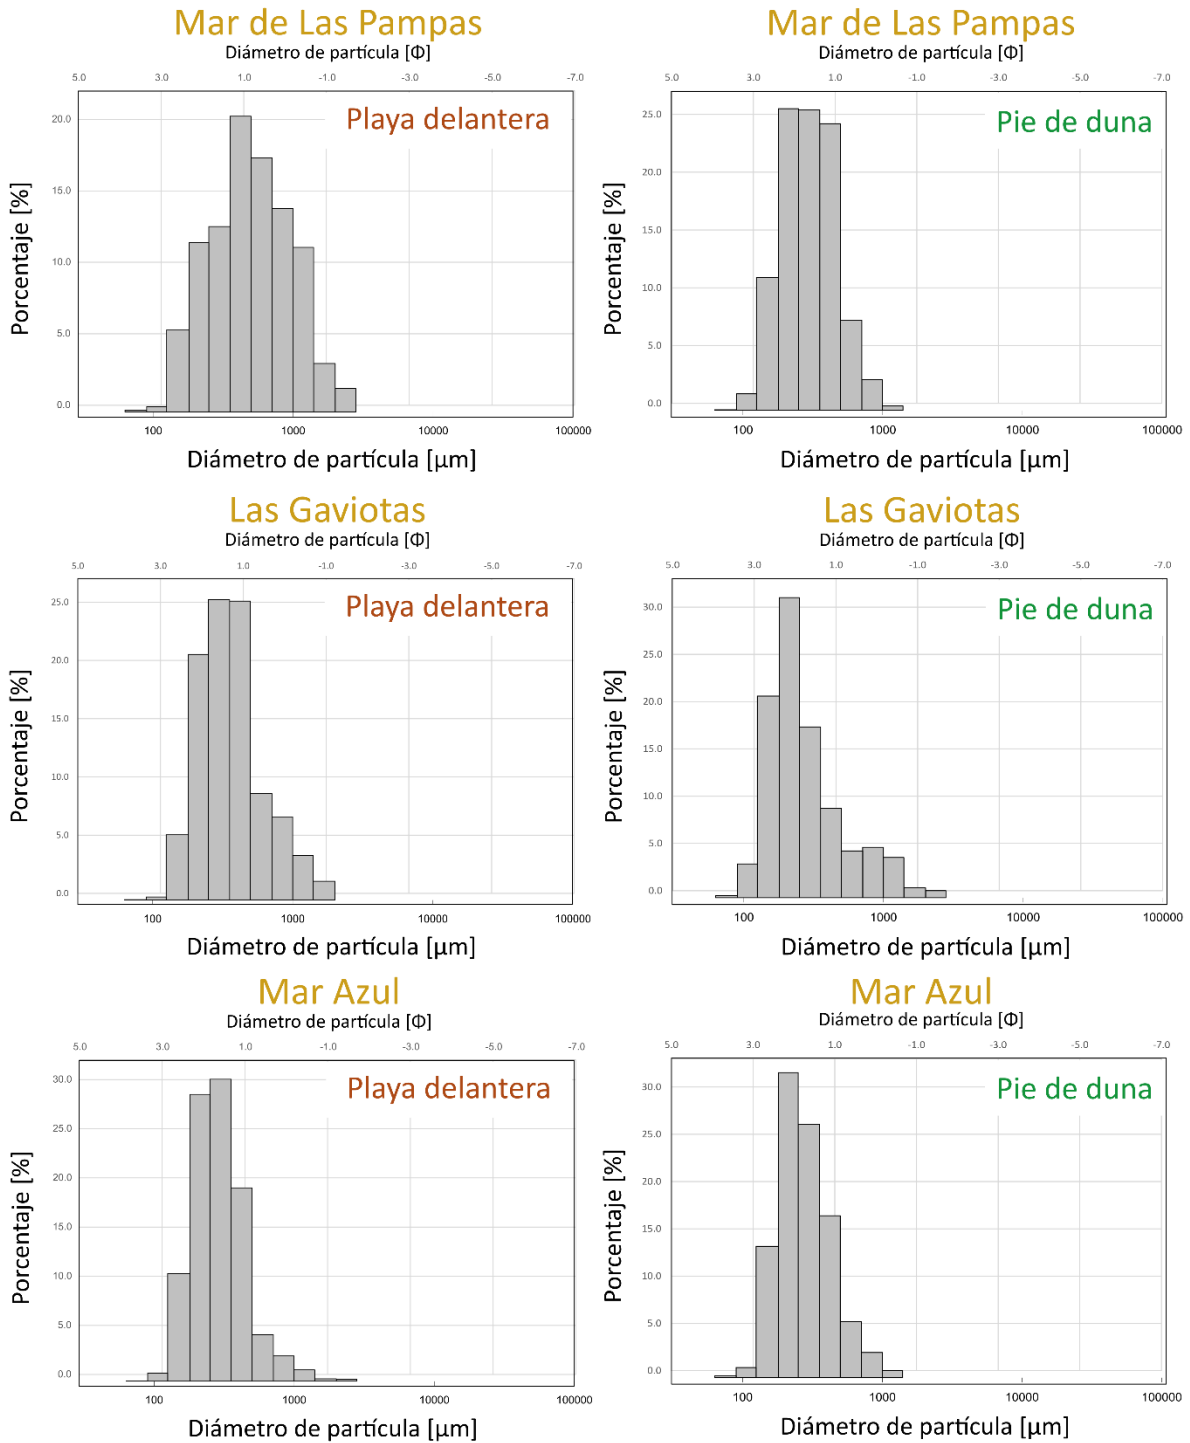 Mar de Las Pampas
Diámetro de partícula [Φ]
5.0 3.0 1.0 -1.0 -3.0 -5.0 -7.0
Playa delantera
Porcentaje [%]
20.0
15.0
10.0
5.0
0.0
100 1000 10000 100000
Diámetro de partícula [µm]
Mar de Las Pampas
Diámetro de partícula [Φ]
5.0 3.0 1.0 -1.0 -3.0 -5.0 -7.0
Pie de duna
Porcentaje [%]
25.0
20.0
15.0
10.0
5.0
0.0
100 1000 10000 100000
Diámetro de partícula [µm]
Las Gaviotas
Diámetro de partícula [Φ]
5.0 3.0 1.0 -1.0 -3.0 -5.0 -7.0
Playa delantera
Porcentaje [%]
25.0
20.0
15.0
10.0
5.0
0.0
100 1000 10000 100000
Diámetro de partícula [µm]
Las Gaviotas
Diámetro de partícula [Φ]
5.0 3.0 1.0 -1.0 -3.0 -5.0 -7.0
Pie de duna
Porcentaje [%]
30.0
25.0
20.0
15.0
10.0
5.0
0.0
100 1000 10000 100000
Diámetro de partícula [µm]
Mar Azul
Diámetro de partícula [Φ]
5.0 3.0 1.0 -1.0 -3.0 -5.0 -7.0
Playa delantera
Porcentaje [%]
30.0
25.0
20.0
15.0
10.0
5.0
0.0
100 1000 10000 100000
Diámetro de partícula [µm]
Mar Azul
Diámetro de partícula [Φ]
5.0 3.0 1.0 -1.0 -3.0 -5.0 -7.0
Pie de duna
Porcentaje [%]
30.0
25.0
20.0
15.0
10.0
5.0
0.0
100 1000 10000 100000
Diámetro de partícula [µm]